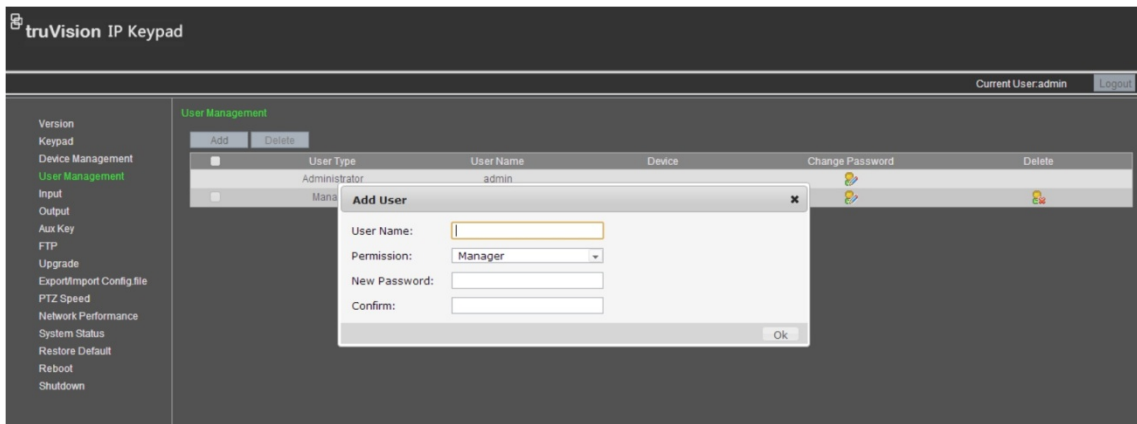 truVision IP Keypad
Current User:admin Logout
User Management
Add Delete
User Type User Name Device Change Password Delete
Administrator admin
Mana
Add User
User Name:
Permission: Manager
New Password:
Confirm:
Ok
Version
Keypad
Device Management
User Management
Input
Output
Aux Key
FTP
Upgrade
Export/Import Config.file
PTZ Speed
Network Performance
System Status
Restore Default
Reboot
Shutdown